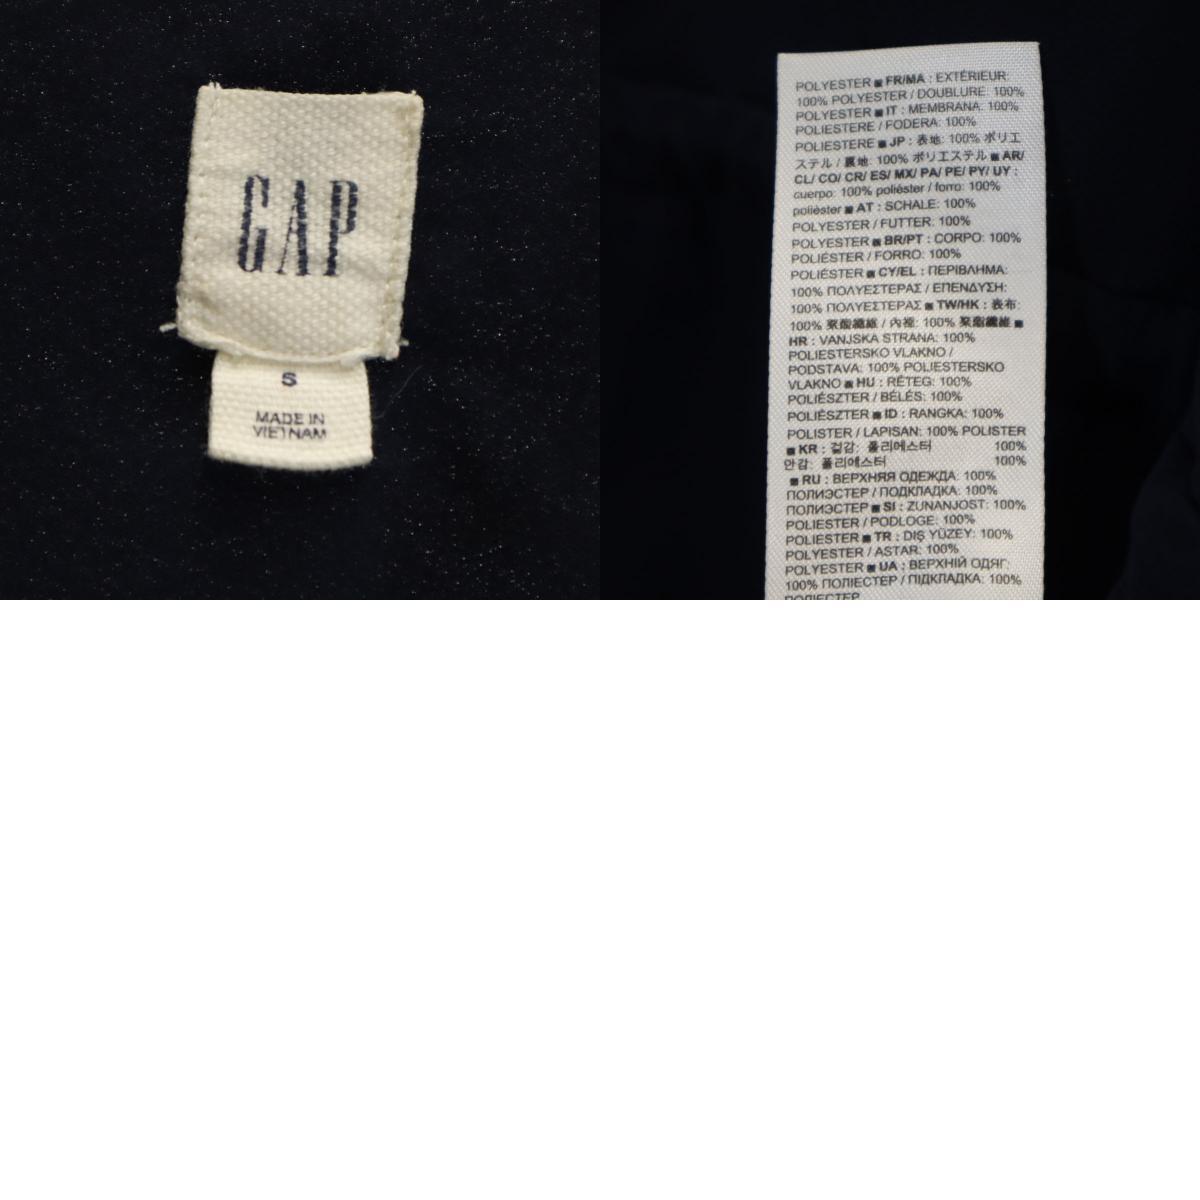 GAP
S
MADE IN
VIETNAM
POLYESTER ■ FR/MA : EXTÉRIEUR:
100% POLYESTER / DOUBLURE: 100%
POLYESTER ■ IT : MEMBRANA: 100%
POLIESTERE / FODERA: 100%
POLIESTERE ■ JP : 表地: 100% ポリエ
ステル / 裏地: 100% ポリエステル ■ AR/
CL/ CO/ CR/ ES/ MX/ PA/ PE/ PY/ UY :
cuerpo: 100% poliéster / forro: 100%
poliéster ■ AT : SCHALE: 100%
POLYESTER / FUTTER: 100%
POLYESTER ■ BR/PT : CORPO: 100%
POLIÉSTER / FORRO: 100%
POLIÉSTER ■ CY/EL : ΠΕΡΙΒΛΗΜΑ:
100% ΠΟΛΥΕΣΤΕΡΑΣ / ΕΠΕΝΔΥΣΗ:
100% ΠΟΛΥΕΣΤΕΡΑΣ ■ TW/HK : 表布:
100% 聚酯纖維 / 內裡: 100% 聚酯纖維 ■
HR : VANJSKA STRANA: 100%
POLIESTERSKO VLAKNO /
PODSTAVA: 100% POLIESTERSKO
VLAKNO ■ HU : RÉTEG: 100%
POLIÉSZTER / BÉLÉS: 100%
POLIÉSZTER ■ ID : RANGKA: 100%
POLISTER / LAPISAN: 100% POLISTER
■ KR : 겉감: 폴리에스터 100%
안감: 폴리에스터 100%
■ RU : ВЕРХНЯЯ ОДЕЖДА: 100%
ПОЛИЭСТЕР / ПОДКЛАДКА: 100%
ПОЛИЭСТЕР ■ SI : ZUNANJOST: 100%
POLIESTER / PODLOGE: 100%
POLIESTER ■ TR : DIŞ YÜZEY: 100%
POLYESTER / ASTAR: 100%
POLYESTER ■ UA : ВЕРХНІЙ ОДЯГ:
100% ПОЛІЕСТЕР / ПІДКЛАДКА: 100%
ПОЛІЕСТЕР